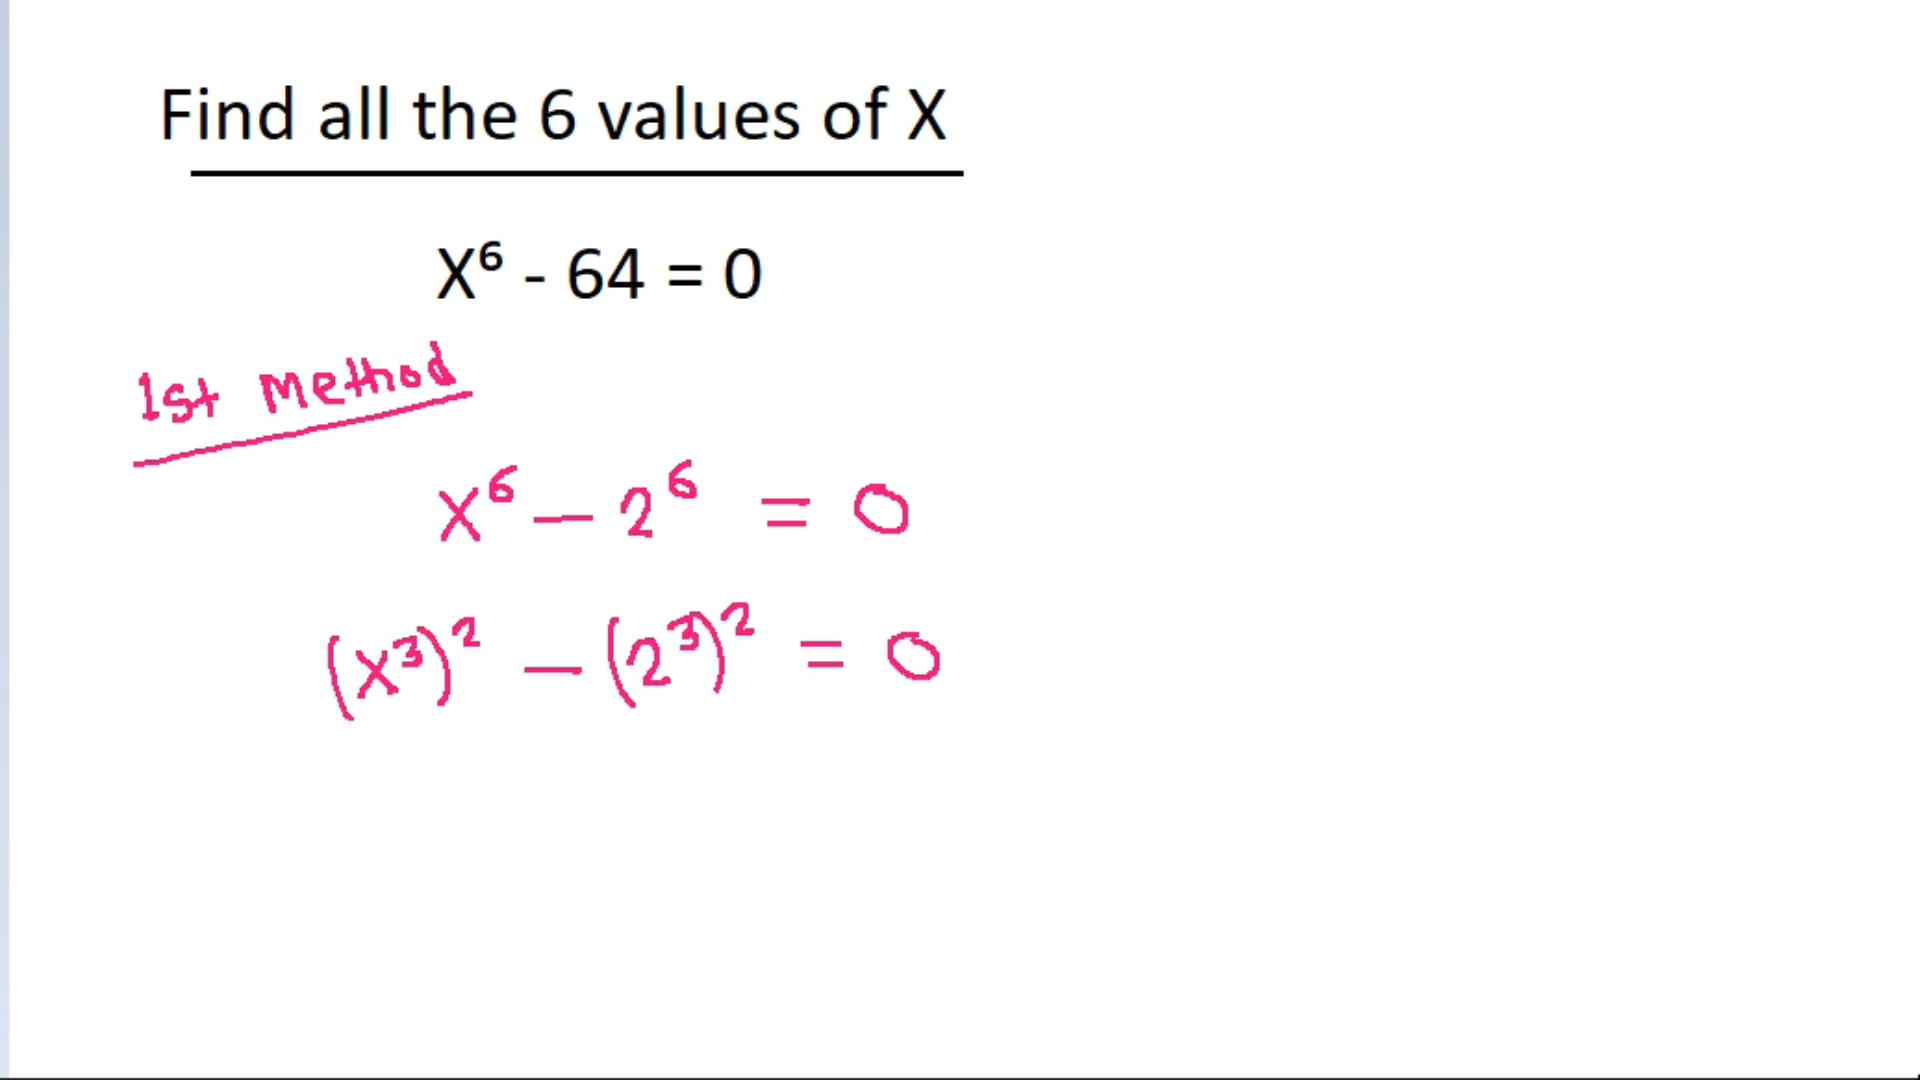 Find all the 6 values of X
X⁶ - 64 = 0
1st Method
x⁶ – 2⁶ = 0
(x³)² – (2³)² = 0